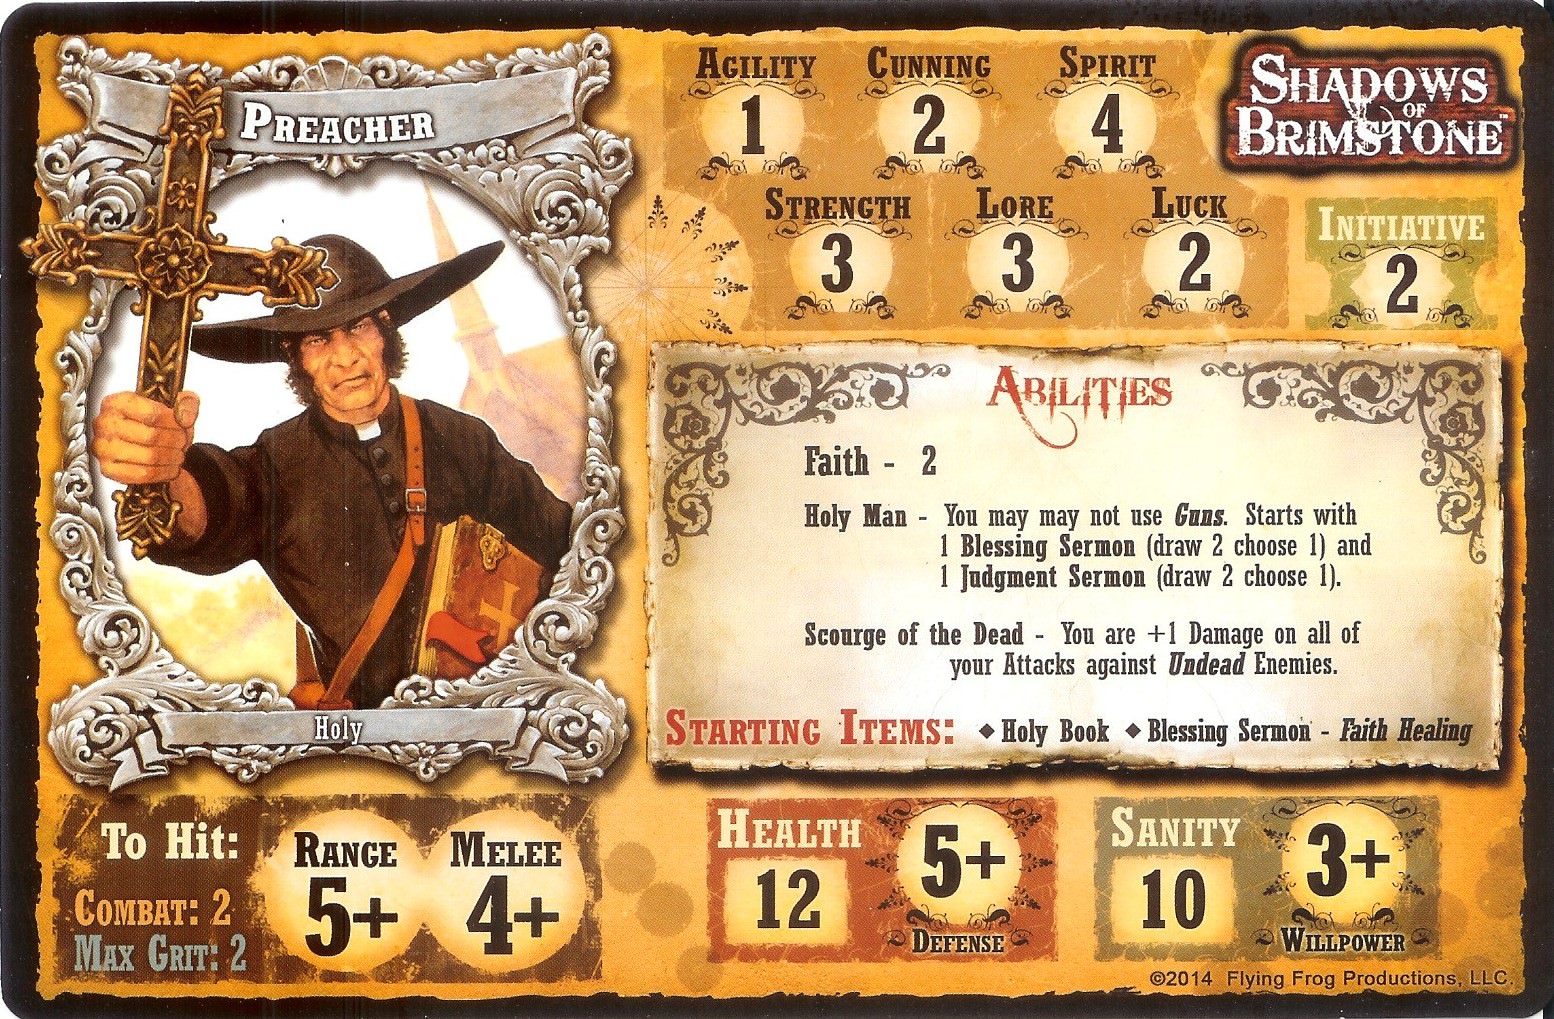 PREACHER
Holy
AGILITY
1
CUNNING
2
SPIRIT
4
SHADOWS
OF
BRIMSTONE™
STRENGTH
3
LORE
3
LUCK
2
INITIATIVE
2
ABILITIES
Faith - 2
Holy Man - You may may not use Guns. Starts with
1 Blessing Sermon (draw 2 choose 1) and
1 Judgment Sermon (draw 2 choose 1).
Scourge of the Dead - You are +1 Damage on all of
your Attacks against Undead Enemies.
STARTING ITEMS: ◆ Holy Book ◆ Blessing Sermon - Faith Healing
To Hit:
COMBAT: 2
MAX GRIT: 2
RANGE
5+
MELEE
4+
HEALTH
12
5+
DEFENSE
SANITY
10
3+
WILLPOWER
©2014 Flying Frog Productions, LLC.